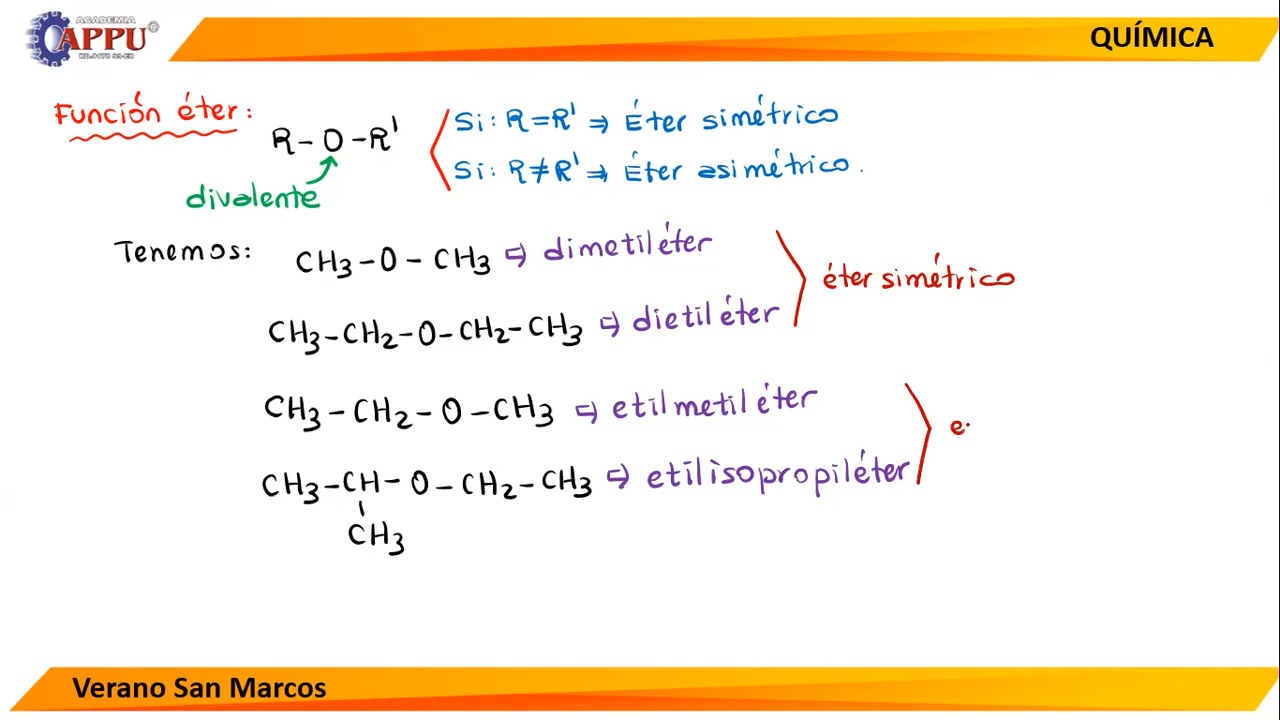 ACADEMIA
APPU®
QUÍMICA
Función éter:
R-O-R'
divalente
Si: R=R' ⇒ Éter simétrico
Si: R≠R' ⇒ Éter asimétrico.
Tenemos:
CH3-O-CH3 ⇨ dimetiléter
CH3-CH2-O-CH2-CH3 ⇨ dietiléter
éter simétrico
CH3-CH2-O-CH3 ⇨ etilmetiléter
CH3-CH-O-CH2-CH3 ⇨ etilisopropiléter
CH3
e
Verano San Marcos